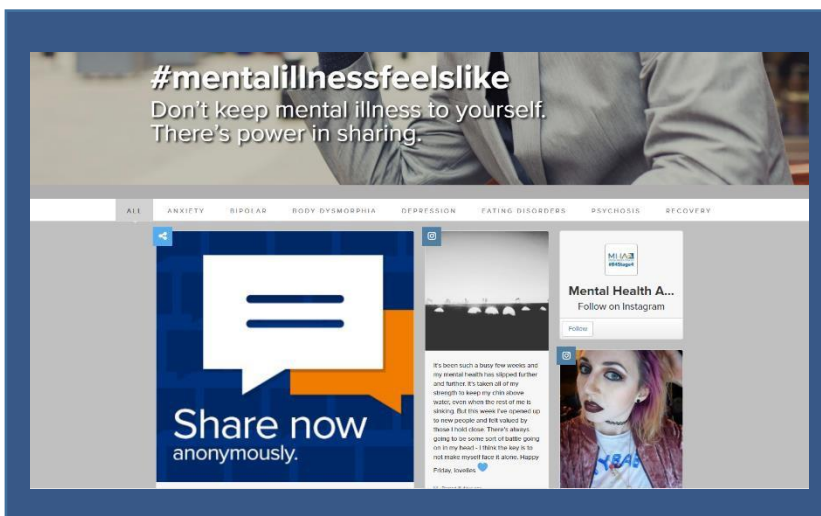 #mentalillnessfeelslike
Don't keep mental illness to yourself.
There's power in sharing.
ALL ANXIETY BIPOLAR BODY DYSMORPHIA DEPRESSION EATING DISORDERS PSYCHOSIS RECOVERY
Share now
anonymously.
It's been such a busy few weeks and
my mental health has slipped further
and further. It's taken all of my
strength to keep my chin above
water, even when the rest of me is
sinking. But this week I've opened up
to new people and felt valued by
those I hold close. There's always
going to be some sort of battle going
on in my head - I think the key is to
not make myself face it alone. Happy
Friday, lovelies 💙
#B4Stage4
Mental Health A...
Follow on Instagram
Follow